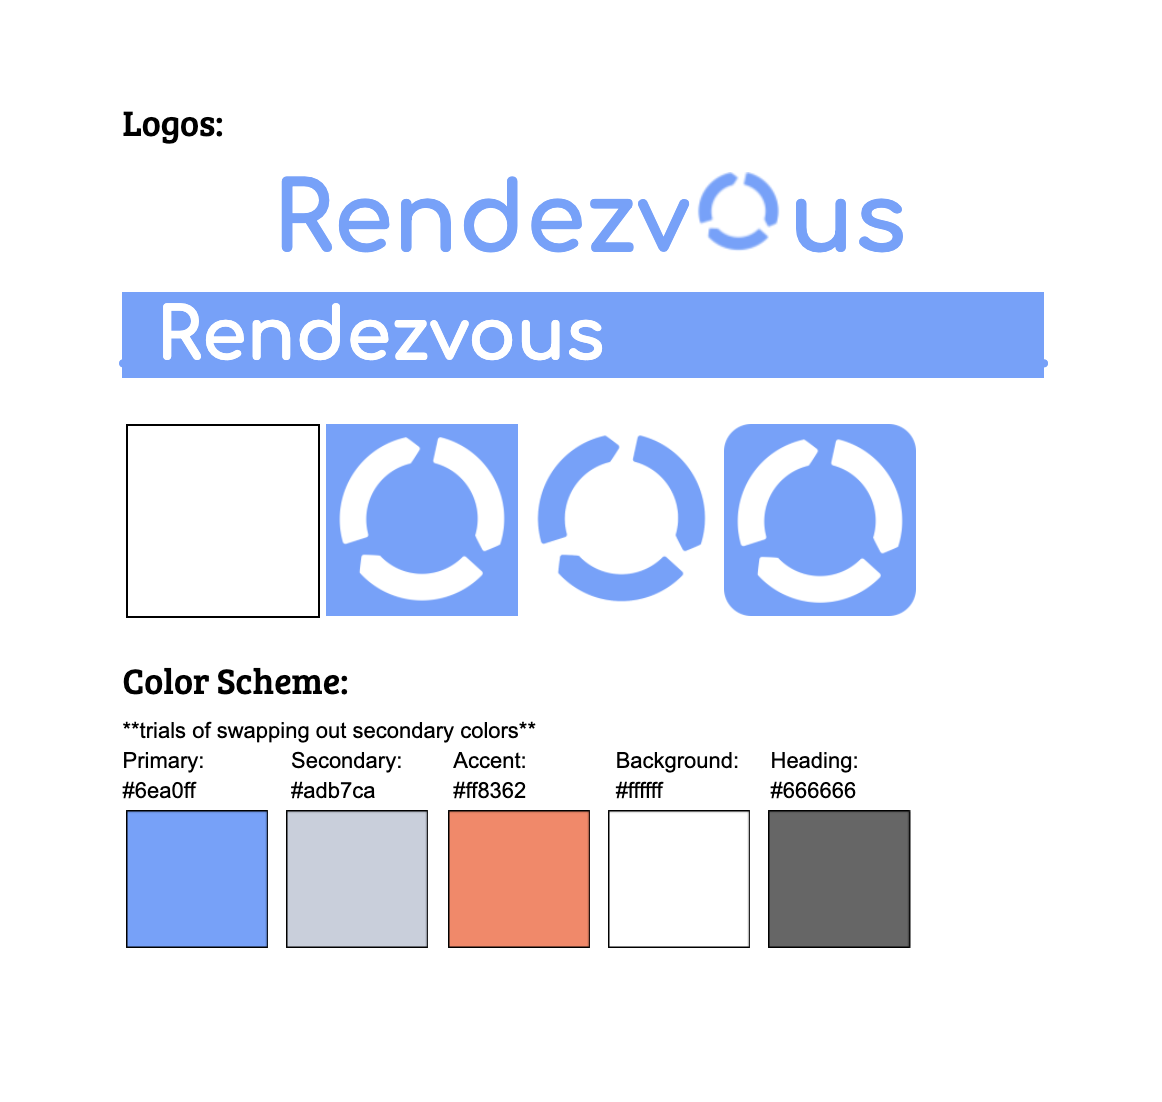 Logos:
Rendezvous
Rendezvous
Color Scheme:
**trials of swapping out secondary colors**
Primary: Secondary: Accent: Background: Heading:
#6ea0ff #adb7ca #ff8362 #ffffff #666666